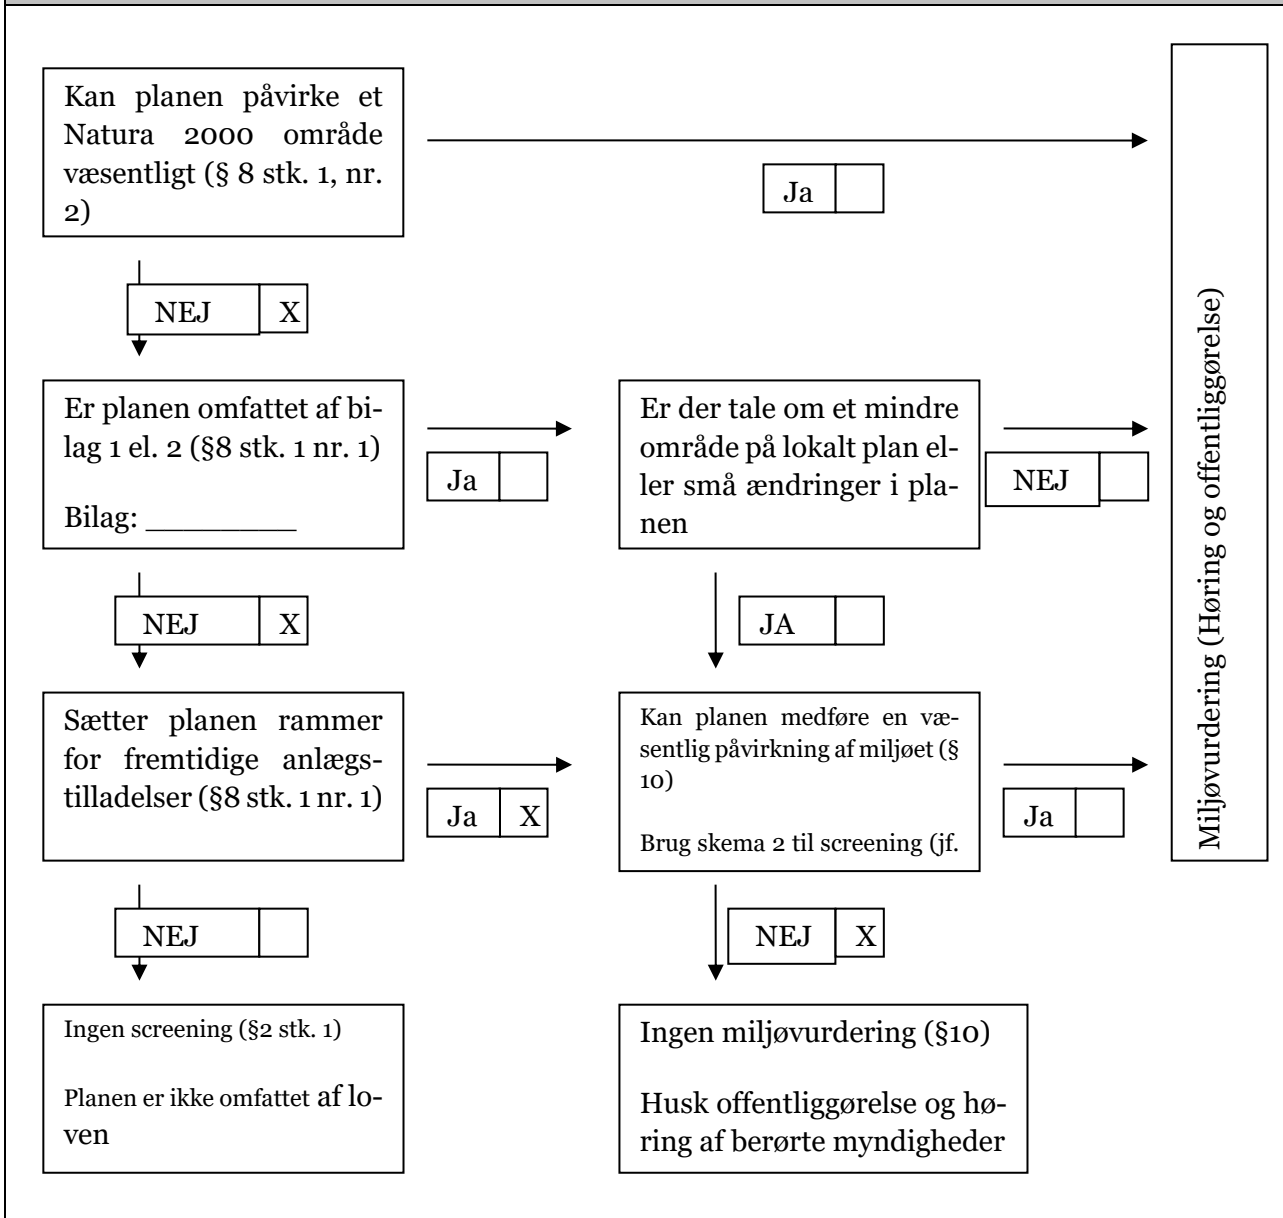 Kan planen påvirke et
Natura 2000 område
væsentligt (§ 8 stk. 1, nr.
2)
Ja
NEJ X
Er planen omfattet af bi-
lag 1 el. 2 (§8 stk. 1 nr. 1)
Bilag: ________
Ja
Er der tale om et mindre
område på lokalt plan el-
ler små ændringer i pla-
nen
NEJ
NEJ X
JA
Sætter planen rammer
for fremtidige anlægs-
tilladelser (§8 stk. 1 nr. 1)
Ja X
Kan planen medføre en væ-
sentlig påvirkning af miljøet (§
10)
Brug skema 2 til screening (jf.
Ja
NEJ
NEJ X
Ingen screening (§2 stk. 1)
Planen er ikke omfattet af lo-
ven
Ingen miljøvurdering (§10)
Husk offentliggørelse og hø-
ring af berørte myndigheder
Miljøvurdering (Høring og offentliggørelse)